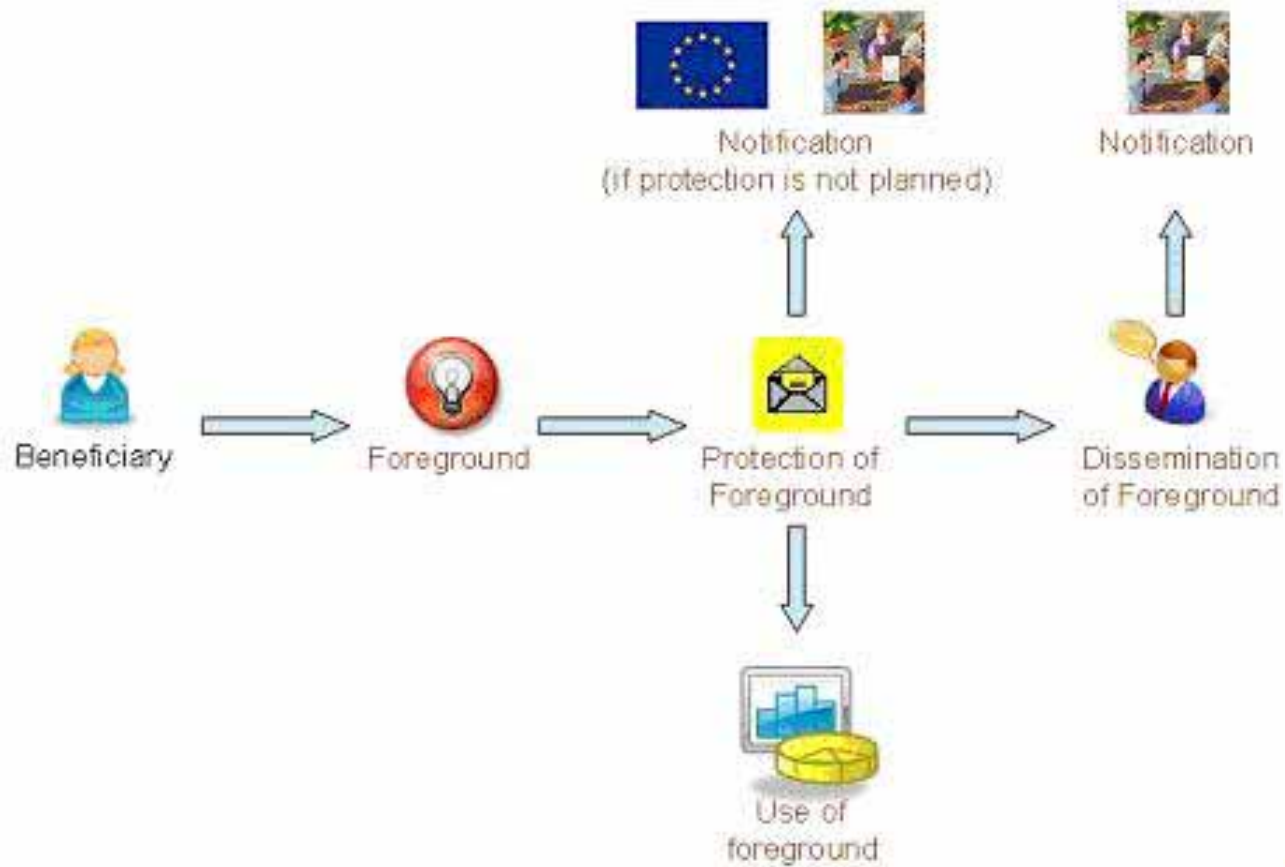 Notification
(if protection is not planned)
Notification
Beneficiary
Foreground
Protection of
Foreground
Dissemination
of Foreground
Use of
foreground